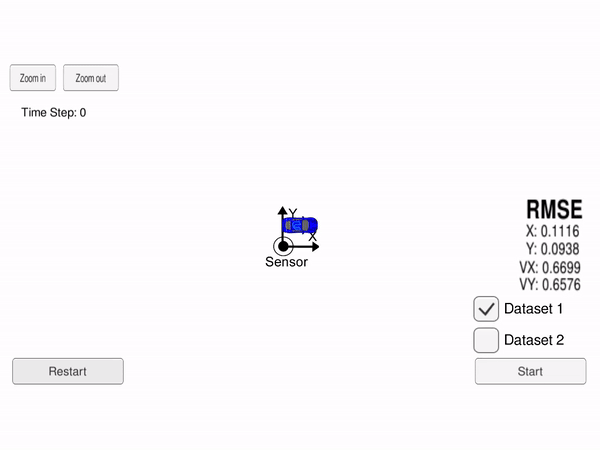 Zoom in
Zoom out
Time Step: 0
Y
X
Sensor
RMSE
X: 0.1116
Y: 0.0938
VX: 0.6699
VY: 0.6576
Dataset 1
Dataset 2
Restart
Start